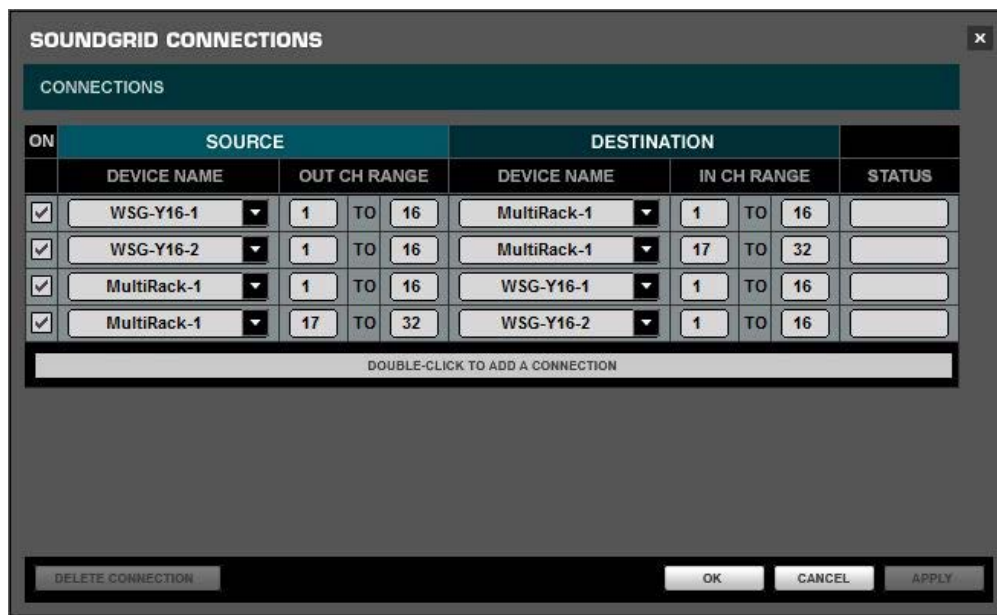 SOUNDGRID CONNECTIONS x
CONNECTIONS
ON SOURCE DESTINATION
DEVICE NAME OUT CH RANGE DEVICE NAME IN CH RANGE STATUS
WSG-Y16-1 1 TO 16 MultiRack-1 1 TO 16
WSG-Y16-2 1 TO 16 MultiRack-1 17 TO 32
MultiRack-1 1 TO 16 WSG-Y16-1 1 TO 16
MultiRack-1 17 TO 32 WSG-Y16-2 1 TO 16
DOUBLE-CLICK TO ADD A CONNECTION
DELETE CONNECTION OK CANCEL APPLY